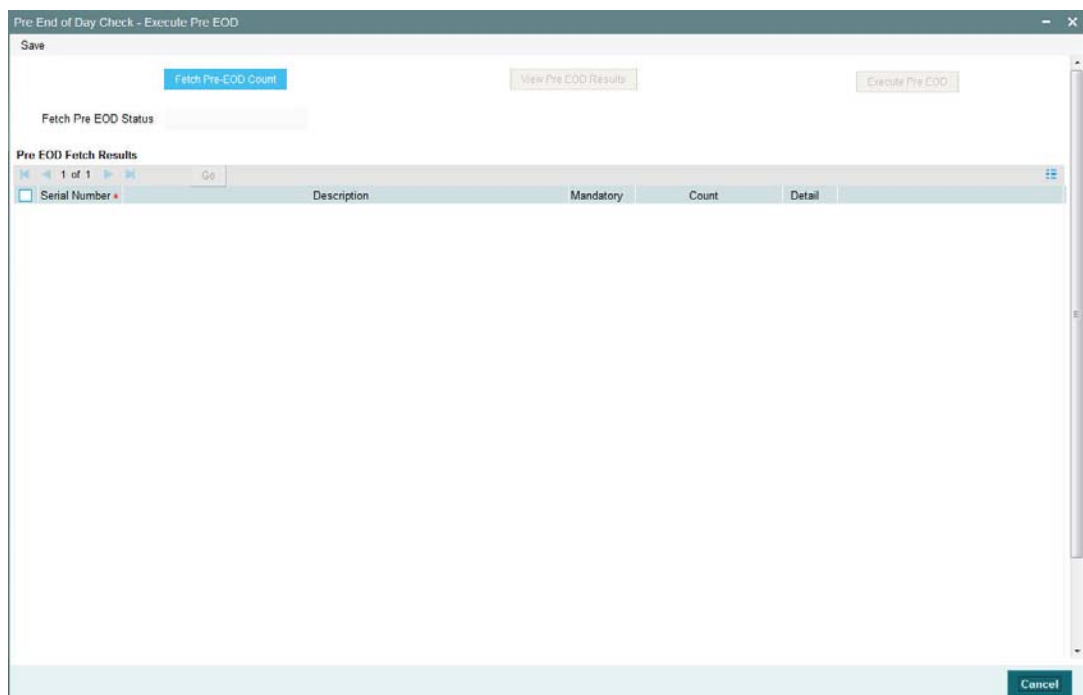 Pre End of Day Check - Execute Pre EOD
Save
Fetch Pre-EOD Count View Pre EOD Results Execute Pre EOD
Fetch Pre EOD Status
Pre EOD Fetch Results
1 of 1 Go
Serial Number * Description Mandatory Count Detail
Cancel